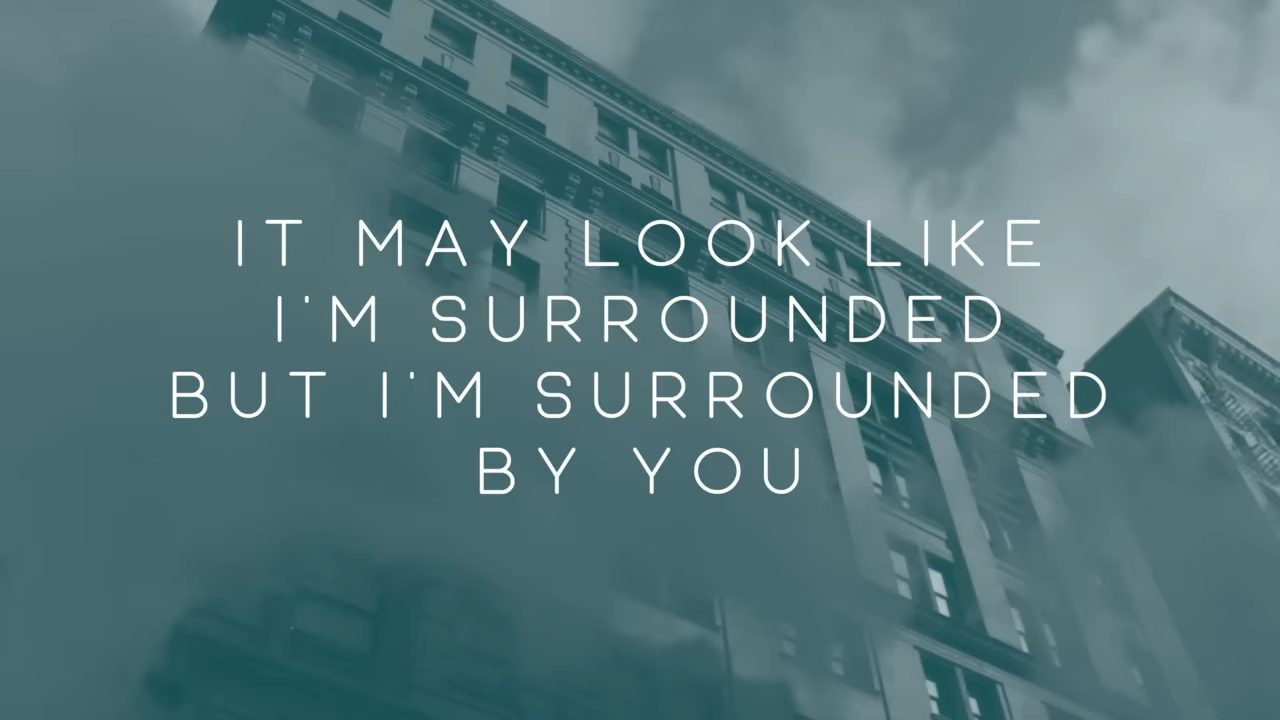 IT MAY LOOK LIKE
I'M SURROUNDED
BUT I'M SURROUNDED
BY YOU